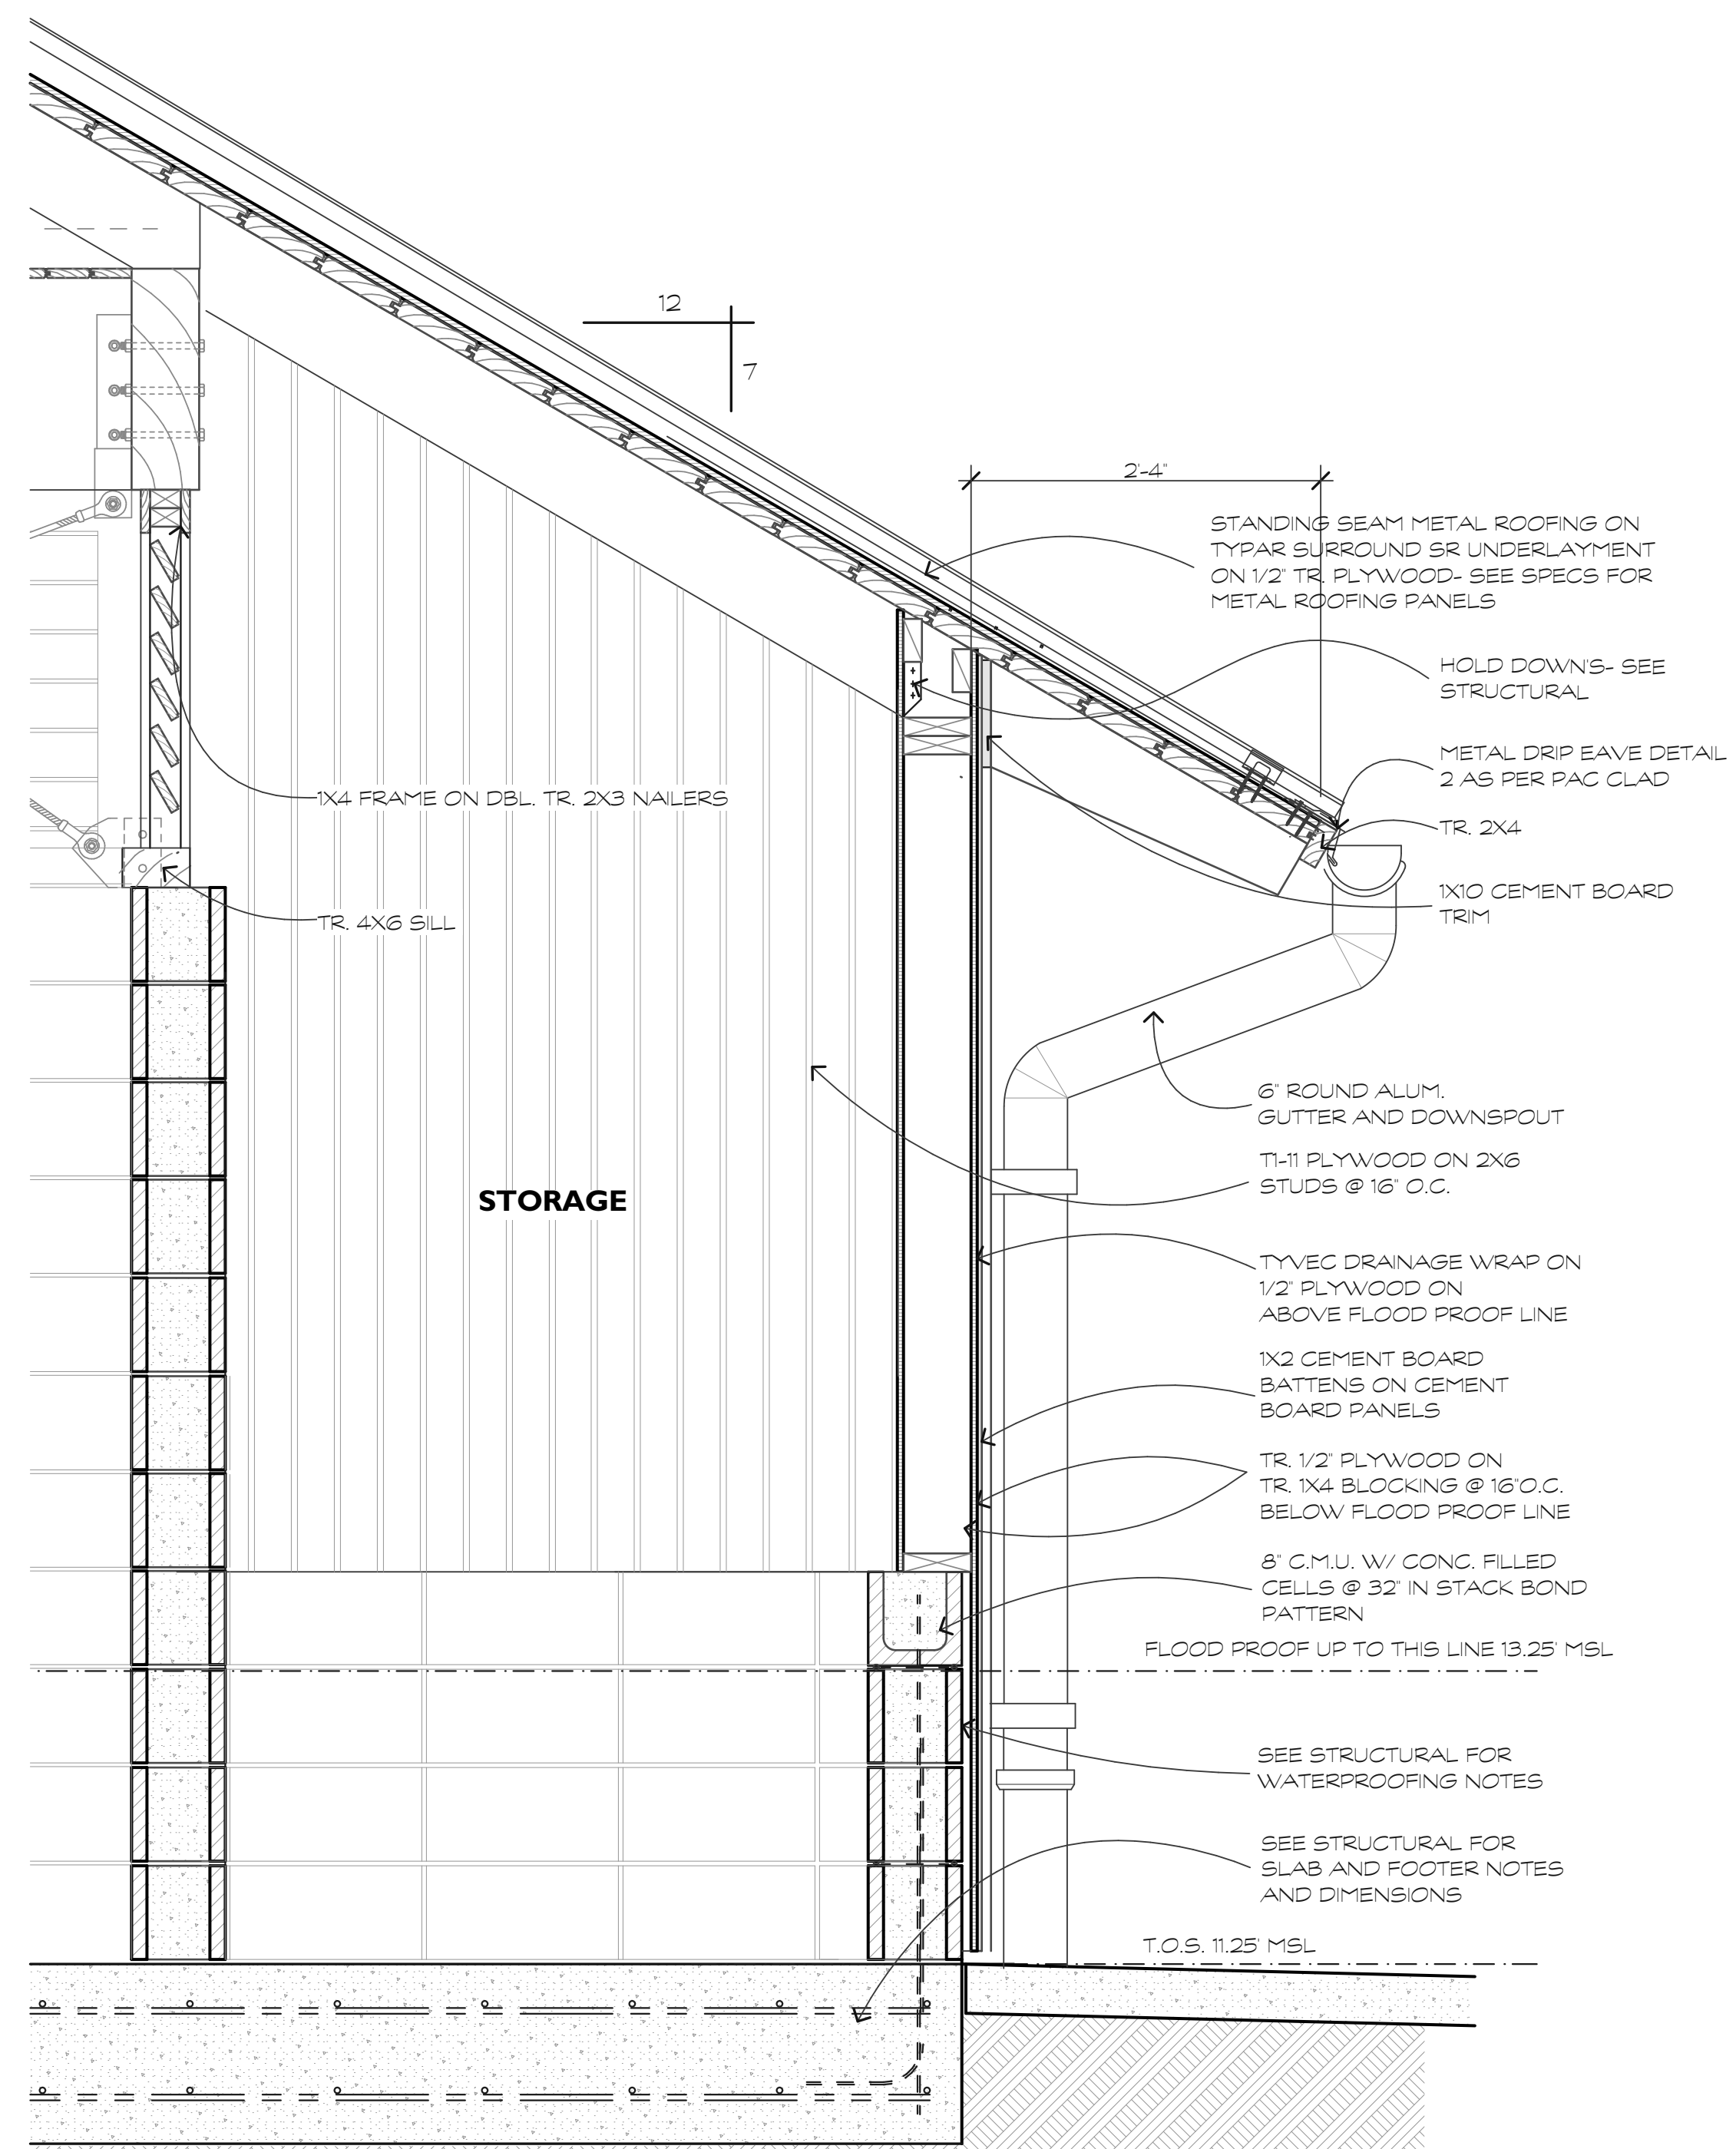 12
7
2'-4"
STANDING SEAM METAL ROOFING ON
TYPAR SURROUND SR UNDERLAYMENT
ON 1/2" TR. PLYWOOD- SEE SPECS FOR
METAL ROOFING PANELS
HOLD DOWN'S- SEE
STRUCTURAL
METAL DRIP EAVE DETAIL
2 AS PER PAC CLAD
1X4 FRAME ON DBL. TR. 2X3 NAILERS
TR. 2X4
1X10 CEMENT BOARD
TRIM
TR. 4X6 SILL
6" ROUND ALUM.
GUTTER AND DOWNSPOUT
T1-11 PLYWOOD ON 2X6
STUDS @ 16" O.C.
STORAGE
TYVEC DRAINAGE WRAP ON
1/2" PLYWOOD ON
ABOVE FLOOD PROOF LINE
1X2 CEMENT BOARD
BATTENS ON CEMENT
BOARD PANELS
TR. 1/2" PLYWOOD ON
TR. 1X4 BLOCKING @ 16"O.C.
BELOW FLOOD PROOF LINE
8" C.M.U. W/ CONC. FILLED
CELLS @ 32" IN STACK BOND
PATTERN
FLOOD PROOF UP TO THIS LINE 13.25' MSL
SEE STRUCTURAL FOR
WATERPROOFING NOTES
SEE STRUCTURAL FOR
SLAB AND FOOTER NOTES
AND DIMENSIONS
T.O.S. 11.25' MSL